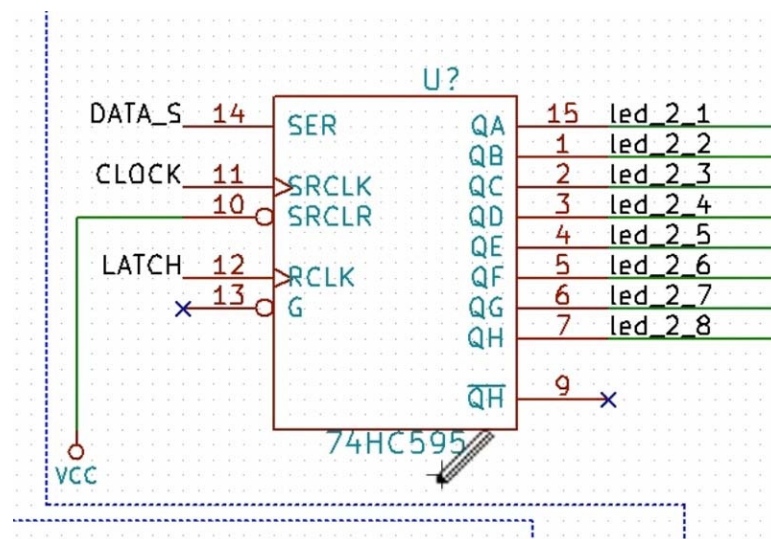 U?
DATA_S 14 SER QA 15 led_2_1
QB 1 led_2_2
CLOCK 11 SRCLK QC 2 led_2_3
10 SRCLR QD 3 led_2_4
QE 4 led_2_5
LATCH 12 RCLK QF 5 led_2_6
13 G QG 6 led_2_7
QH 7 led_2_8
QH 9
74HC595
VCC